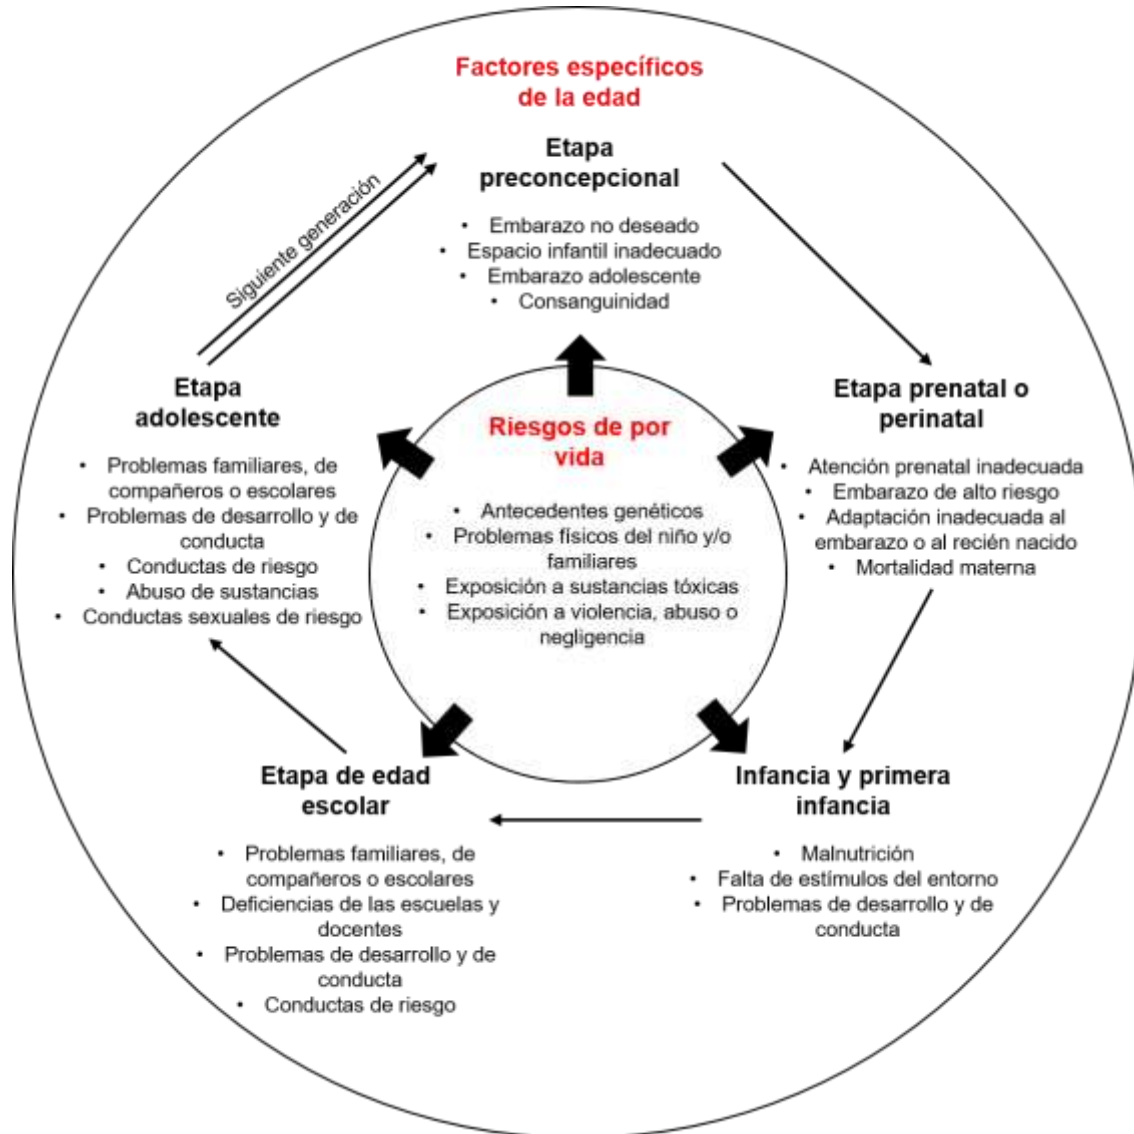 Factores específicos
de la edad
Etapa
preconcepcional
• Embarazo no deseado
• Espacio infantil inadecuado
• Embarazo adolescente
• Consanguinidad
Siguiente generación
Etapa
adolescente
• Problemas familiares, de
compañeros o escolares
• Problemas de desarrollo y de
conducta
• Conductas de riesgo
• Abuso de sustancias
• Conductas sexuales de riesgo
Riesgos de por
vida
• Antecedentes genéticos
• Problemas físicos del niño y/o
familiares
• Exposición a sustancias tóxicas
• Exposición a violencia, abuso o
negligencia
Etapa prenatal o
perinatal
• Atención prenatal inadecuada
• Embarazo de alto riesgo
• Adaptación inadecuada al
embarazo o al recién nacido
• Mortalidad materna
Etapa de edad
escolar
• Problemas familiares, de
compañeros o escolares
• Deficiencias de las escuelas y
docentes
• Problemas de desarrollo y de
conducta
• Conductas de riesgo
Infancia y primera
infancia
• Malnutrición
• Falta de estímulos del entorno
• Problemas de desarrollo y de
conducta